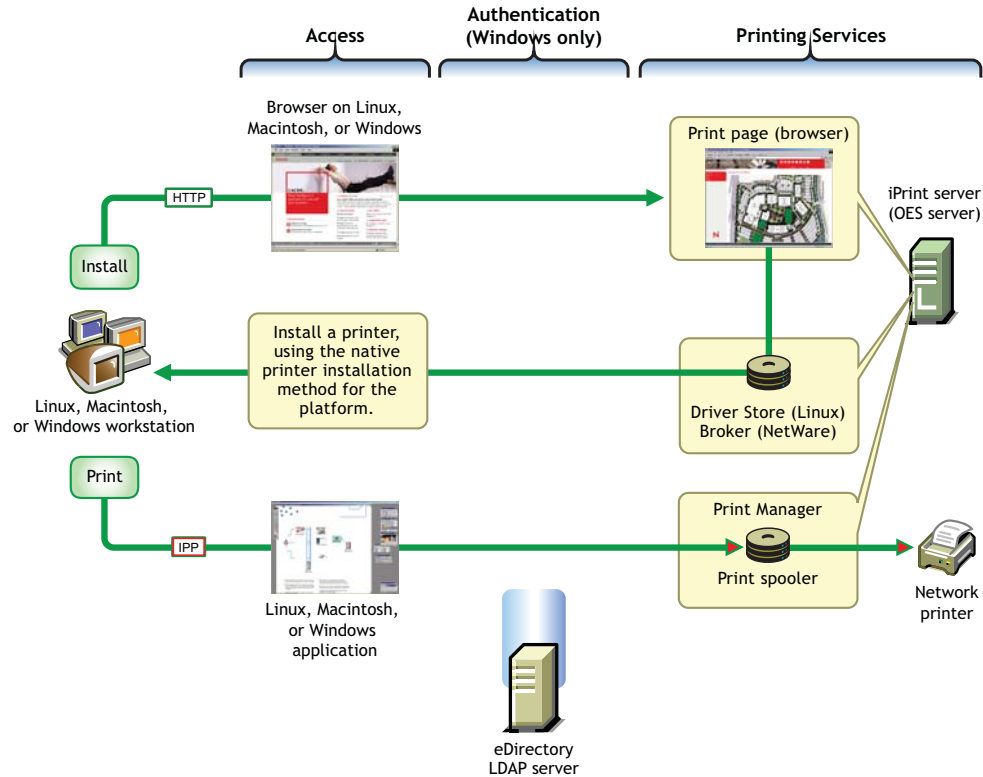 Access
Authentication
(Windows only)
Printing Services
Browser on Linux,
Macintosh, or Windows
Print page (browser)
HTTP
iPrint server
(OES server)
Install
Install a printer,
using the native
printer installation
method for the
platform.
Linux, Macintosh,
or Windows workstation
Driver Store (Linux)
Broker (NetWare)
Print
Print Manager
IPP
Print spooler
Network
printer
Linux, Macintosh,
or Windows
application
eDirectory
LDAP server